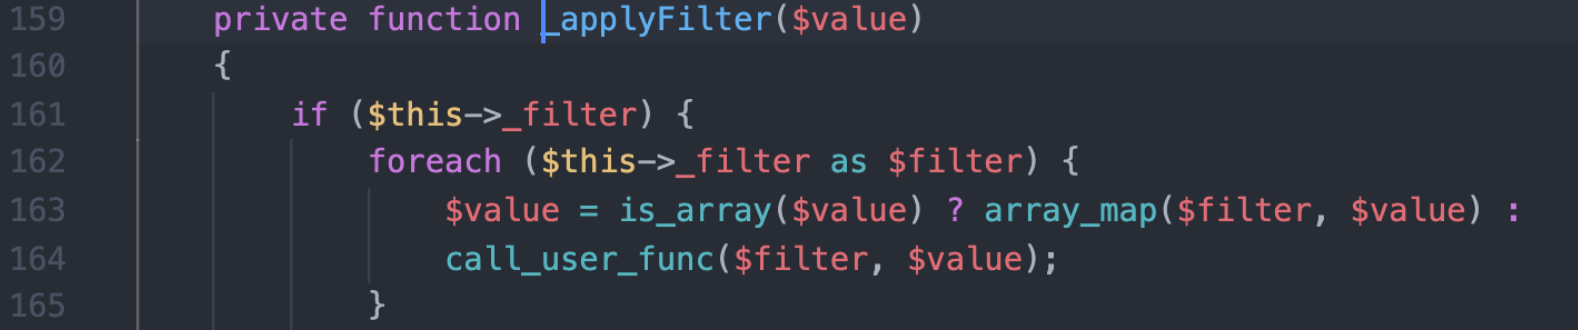 159 private function _applyFilter($value)
160 {
161 if ($this->_filter) {
162 foreach ($this->_filter as $filter) {
163 $value = is_array($value) ? array_map($filter, $value) :
164 call_user_func($filter, $value);
165 }